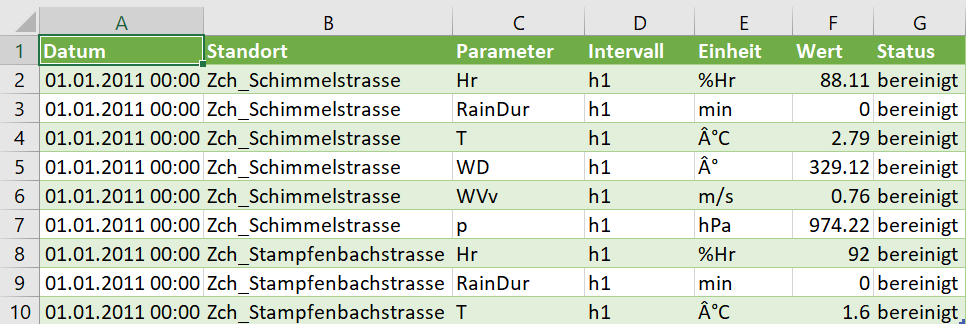 A B C D E F G
1 Datum Standort Parameter Intervall Einheit Wert Status
2 01.01.2011 00:00 Zch_Schimmelstrasse Hr h1 %Hr 88.11 bereinigt
3 01.01.2011 00:00 Zch_Schimmelstrasse RainDur h1 min 0 bereinigt
4 01.01.2011 00:00 Zch_Schimmelstrasse T h1 Â°C 2.79 bereinigt
5 01.01.2011 00:00 Zch_Schimmelstrasse WD h1 Â° 329.12 bereinigt
6 01.01.2011 00:00 Zch_Schimmelstrasse WVv h1 m/s 0.76 bereinigt
7 01.01.2011 00:00 Zch_Schimmelstrasse p h1 hPa 974.22 bereinigt
8 01.01.2011 00:00 Zch_Stampfenbachstrasse Hr h1 %Hr 92 bereinigt
9 01.01.2011 00:00 Zch_Stampfenbachstrasse RainDur h1 min 0 bereinigt
10 01.01.2011 00:00 Zch_Stampfenbachstrasse T h1 Â°C 1.6 bereinigt